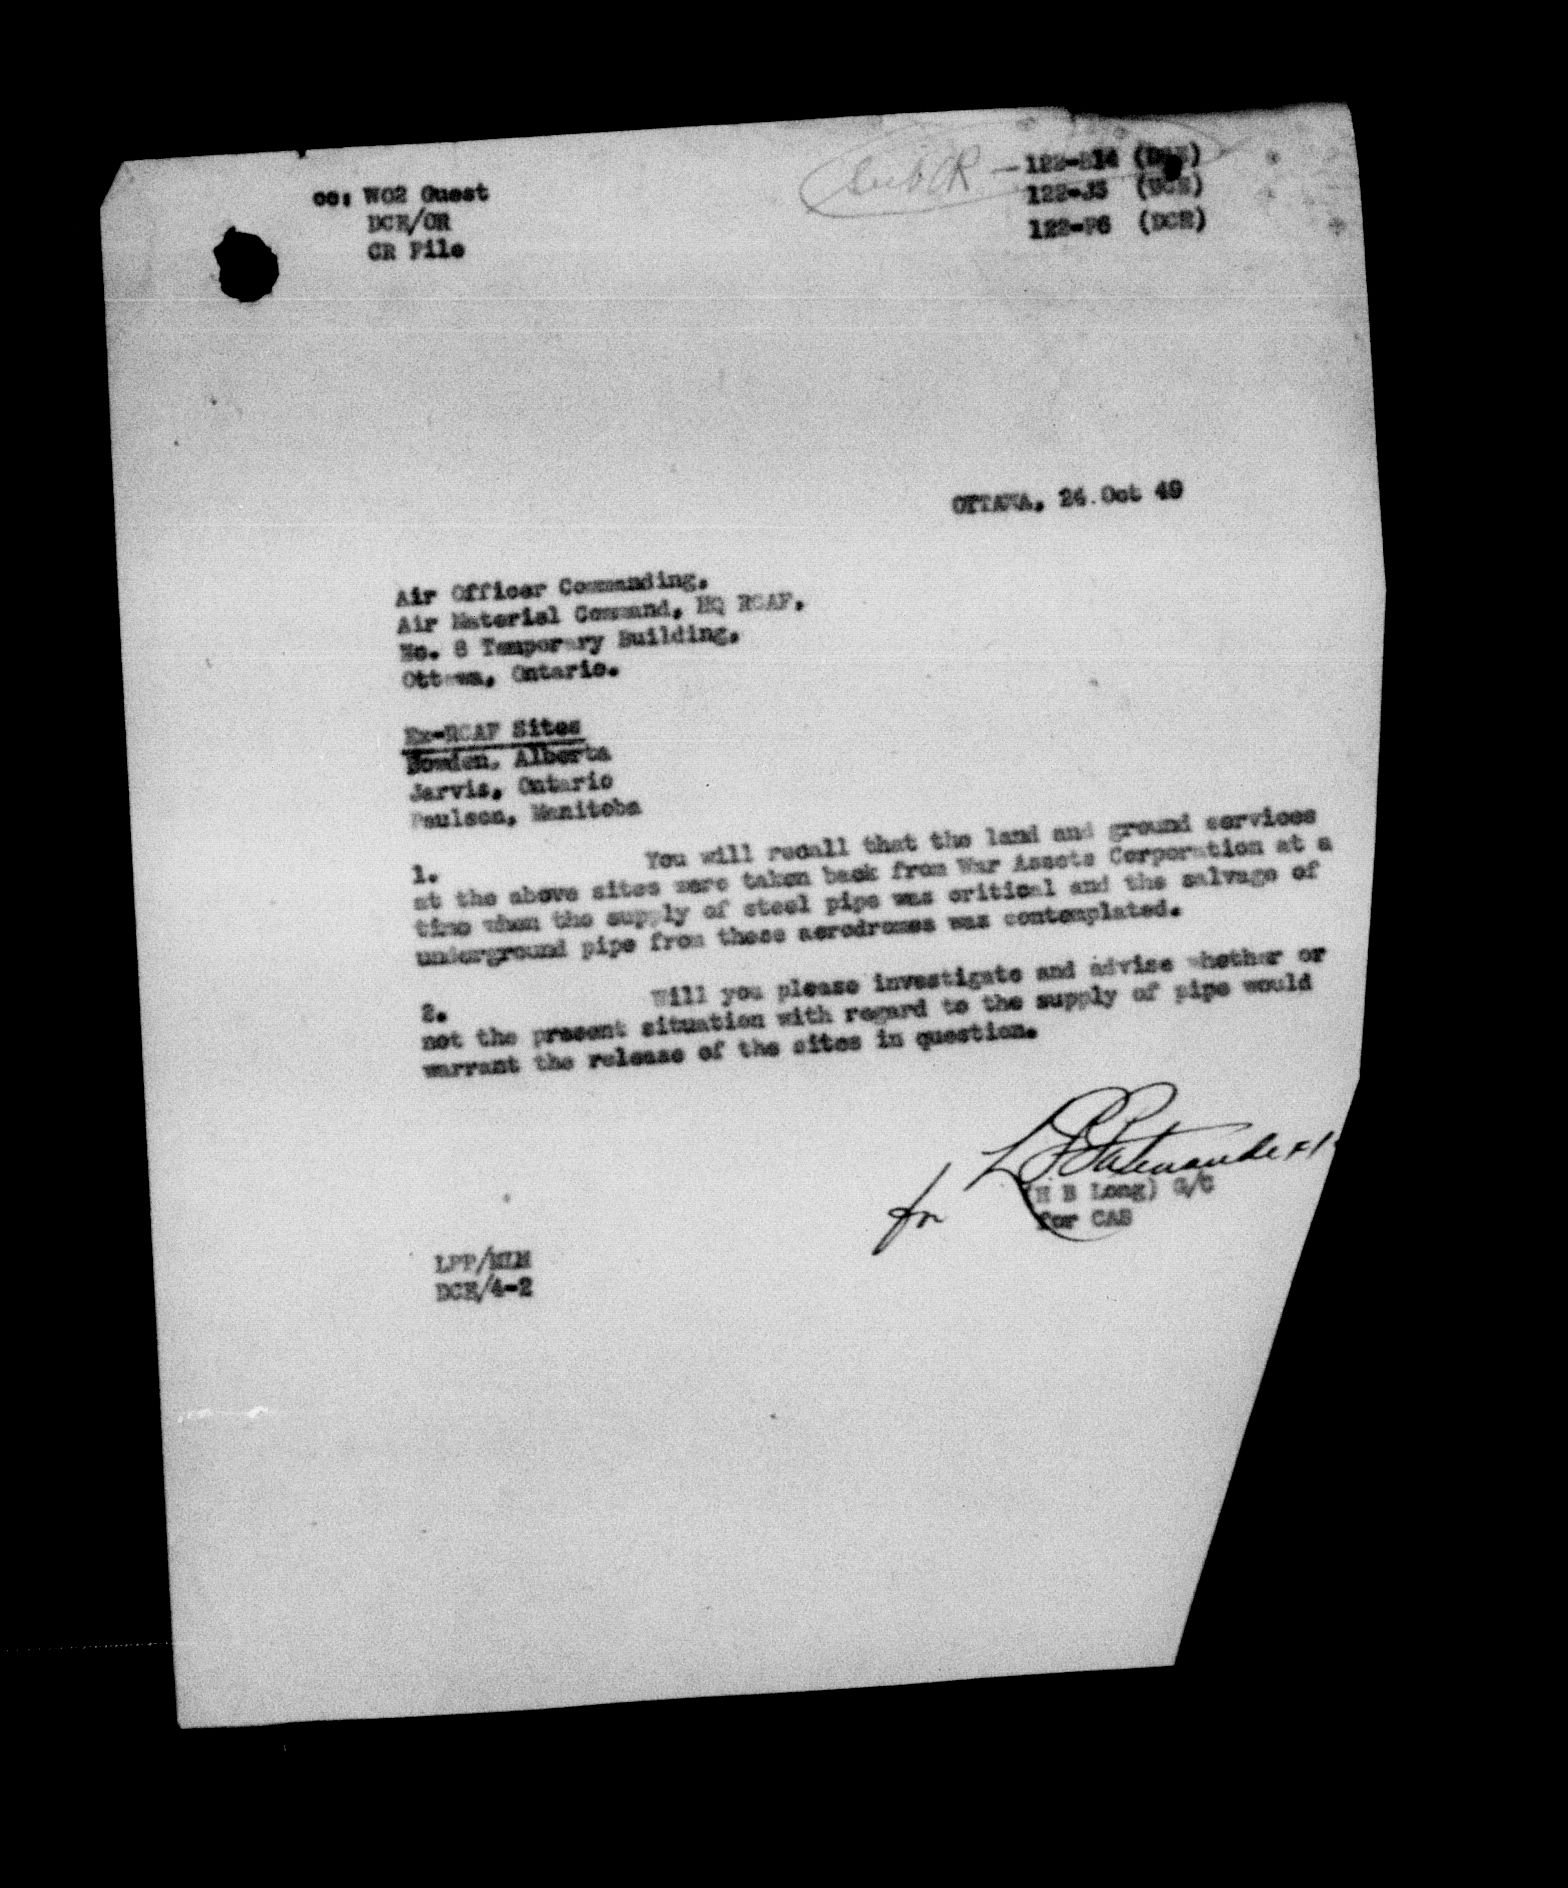 cc: WO2 Guest
DCE/OR
CR File
122-B14 (DCE)
122-J5 (DCE)
122-P6 (DCE)
OTTAWA, 24 Oct 49
Air Officer Commanding,
Air Material Command, HQ RCAF,
No. 8 Temporary Building,
Ottawa, Ontario.
Ex-RCAF Sites
Bowden, Alberta
Jarvis, Ontario
Paulson, Manitoba
1. You will recall that the land and ground services
at the above sites were taken back from War Assets Corporation at a
time when the supply of steel pipe was critical and the salvage of
underground pipe from these aerodromes was contemplated.
2. Will you please investigate and advise whether or
not the present situation with regard to the supply of pipe would
warrant the release of the sites in question.
for
(H B Long) G/C
for CAS
LPP/MLM
DCE/4-2